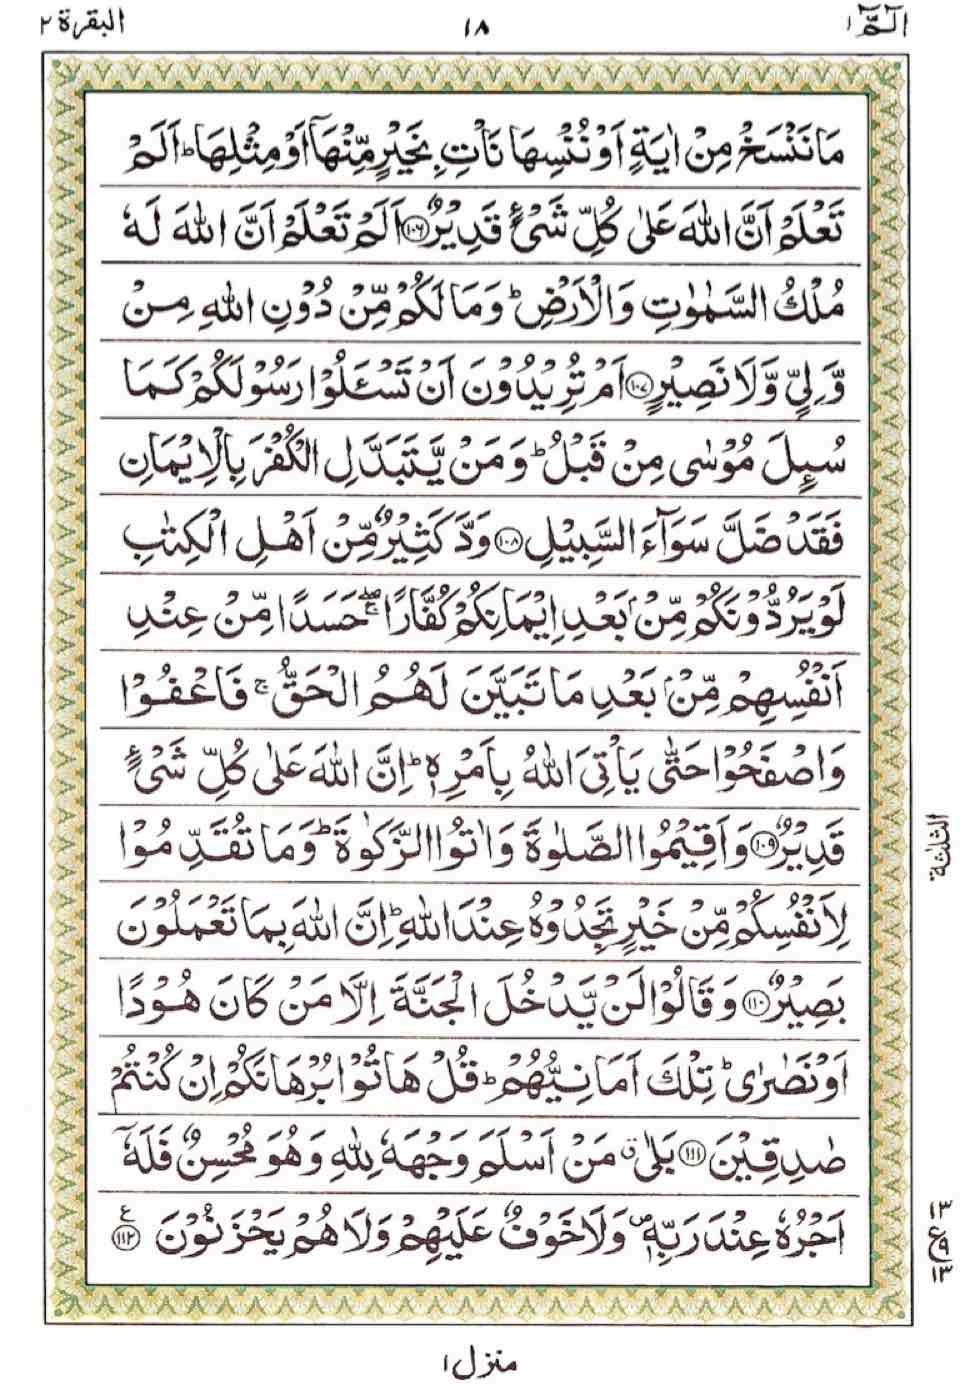 الٓمّٓ ١ ١٨ البقرة ٢
مَا نَنْسَخْ مِنْ اٰيَةٍ اَوْ نُنْسِهَا نَاْتِ بِخَيْرٍ مِّنْهَاۤ اَوْ مِثْلِهَا ؕ اَلَمْ
تَعْلَمْ اَنَّ اللّٰهَ عَلٰى كُلِّ شَیْءٍ قَدِيْرٌ ﴿١٠٦﴾ اَلَمْ تَعْلَمْ اَنَّ اللّٰهَ لَهٗ
مُلْكُ السَّمٰوٰتِ وَالْاَرْضِ ؕ وَمَا لَكُمْ مِّنْ دُوْنِ اللّٰهِ مِنْ
وَّلِیٍّ وَّلَا نَصِيْرٍ ﴿١٠٧﴾ اَمْ تُرِيْدُوْنَ اَنْ تَسْـَٔلُوْا رَسُوْلَكُمْ كَمَا
سُىِٕلَ مُوْسٰى مِنْ قَبْلُ ؕ وَمَنْ يَّتَبَدَّلِ الْكُفْرَ بِالْاِيْمَانِ
فَقَدْ ضَلَّ سَوَآءَ السَّبِيْلِ ﴿١٠٨﴾ وَدَّ كَثِيْرٌ مِّنْ اَهْلِ الْكِتٰبِ
لَوْ يَرُدُّوْنَكُمْ مِّنْۢ بَعْدِ اِيْمَانِكُمْ كُفَّارًا ۖۚ حَسَدًا مِّنْ عِنْدِ
اَنْفُسِهِمْ مِّنْۢ بَعْدِ مَا تَبَيَّنَ لَهُمُ الْحَقُّ ۚ فَاعْفُوْا
وَاصْفَحُوْا حَتّٰى يَاْتِیَ اللّٰهُ بِاَمْرِهٖ ؕ اِنَّ اللّٰهَ عَلٰى كُلِّ شَیْءٍ
قَدِيْرٌ ﴿١٠٩﴾ وَاَقِيْمُوا الصَّلٰوةَ وَاٰتُوا الزَّكٰوةَ ؕ وَمَا تُقَدِّمُوْا
الثلٰثة
لِاَنْفُسِكُمْ مِّنْ خَيْرٍ تَجِدُوْهُ عِنْدَ اللّٰهِ ؕ اِنَّ اللّٰهَ بِمَا تَعْمَلُوْنَ
بَصِيْرٌ ﴿١١٠﴾ وَقَالُوْا لَنْ يَّدْخُلَ الْجَنَّةَ اِلَّا مَنْ كَانَ هُوْدًا
اَوْ نَصٰرٰى ؕ تِلْكَ اَمَانِيُّهُمْ ؕ قُلْ هَاتُوْا بُرْهَانَكُمْ اِنْ كُنْتُمْ
صٰدِقِيْنَ ﴿١١١﴾ بَلٰى ۗ مَنْ اَسْلَمَ وَجْهَهٗ لِلّٰهِ وَهُوَ مُحْسِنٌ فَلَهٗۤ
اَجْرُهٗ عِنْدَ رَبِّهٖ ۪ وَلَا خَوْفٌ عَلَيْهِمْ وَلَا هُمْ يَحْزَنُوْنَ ﴿١١٢﴾ ع
١٣
ع ٩
١٣
منزل ١